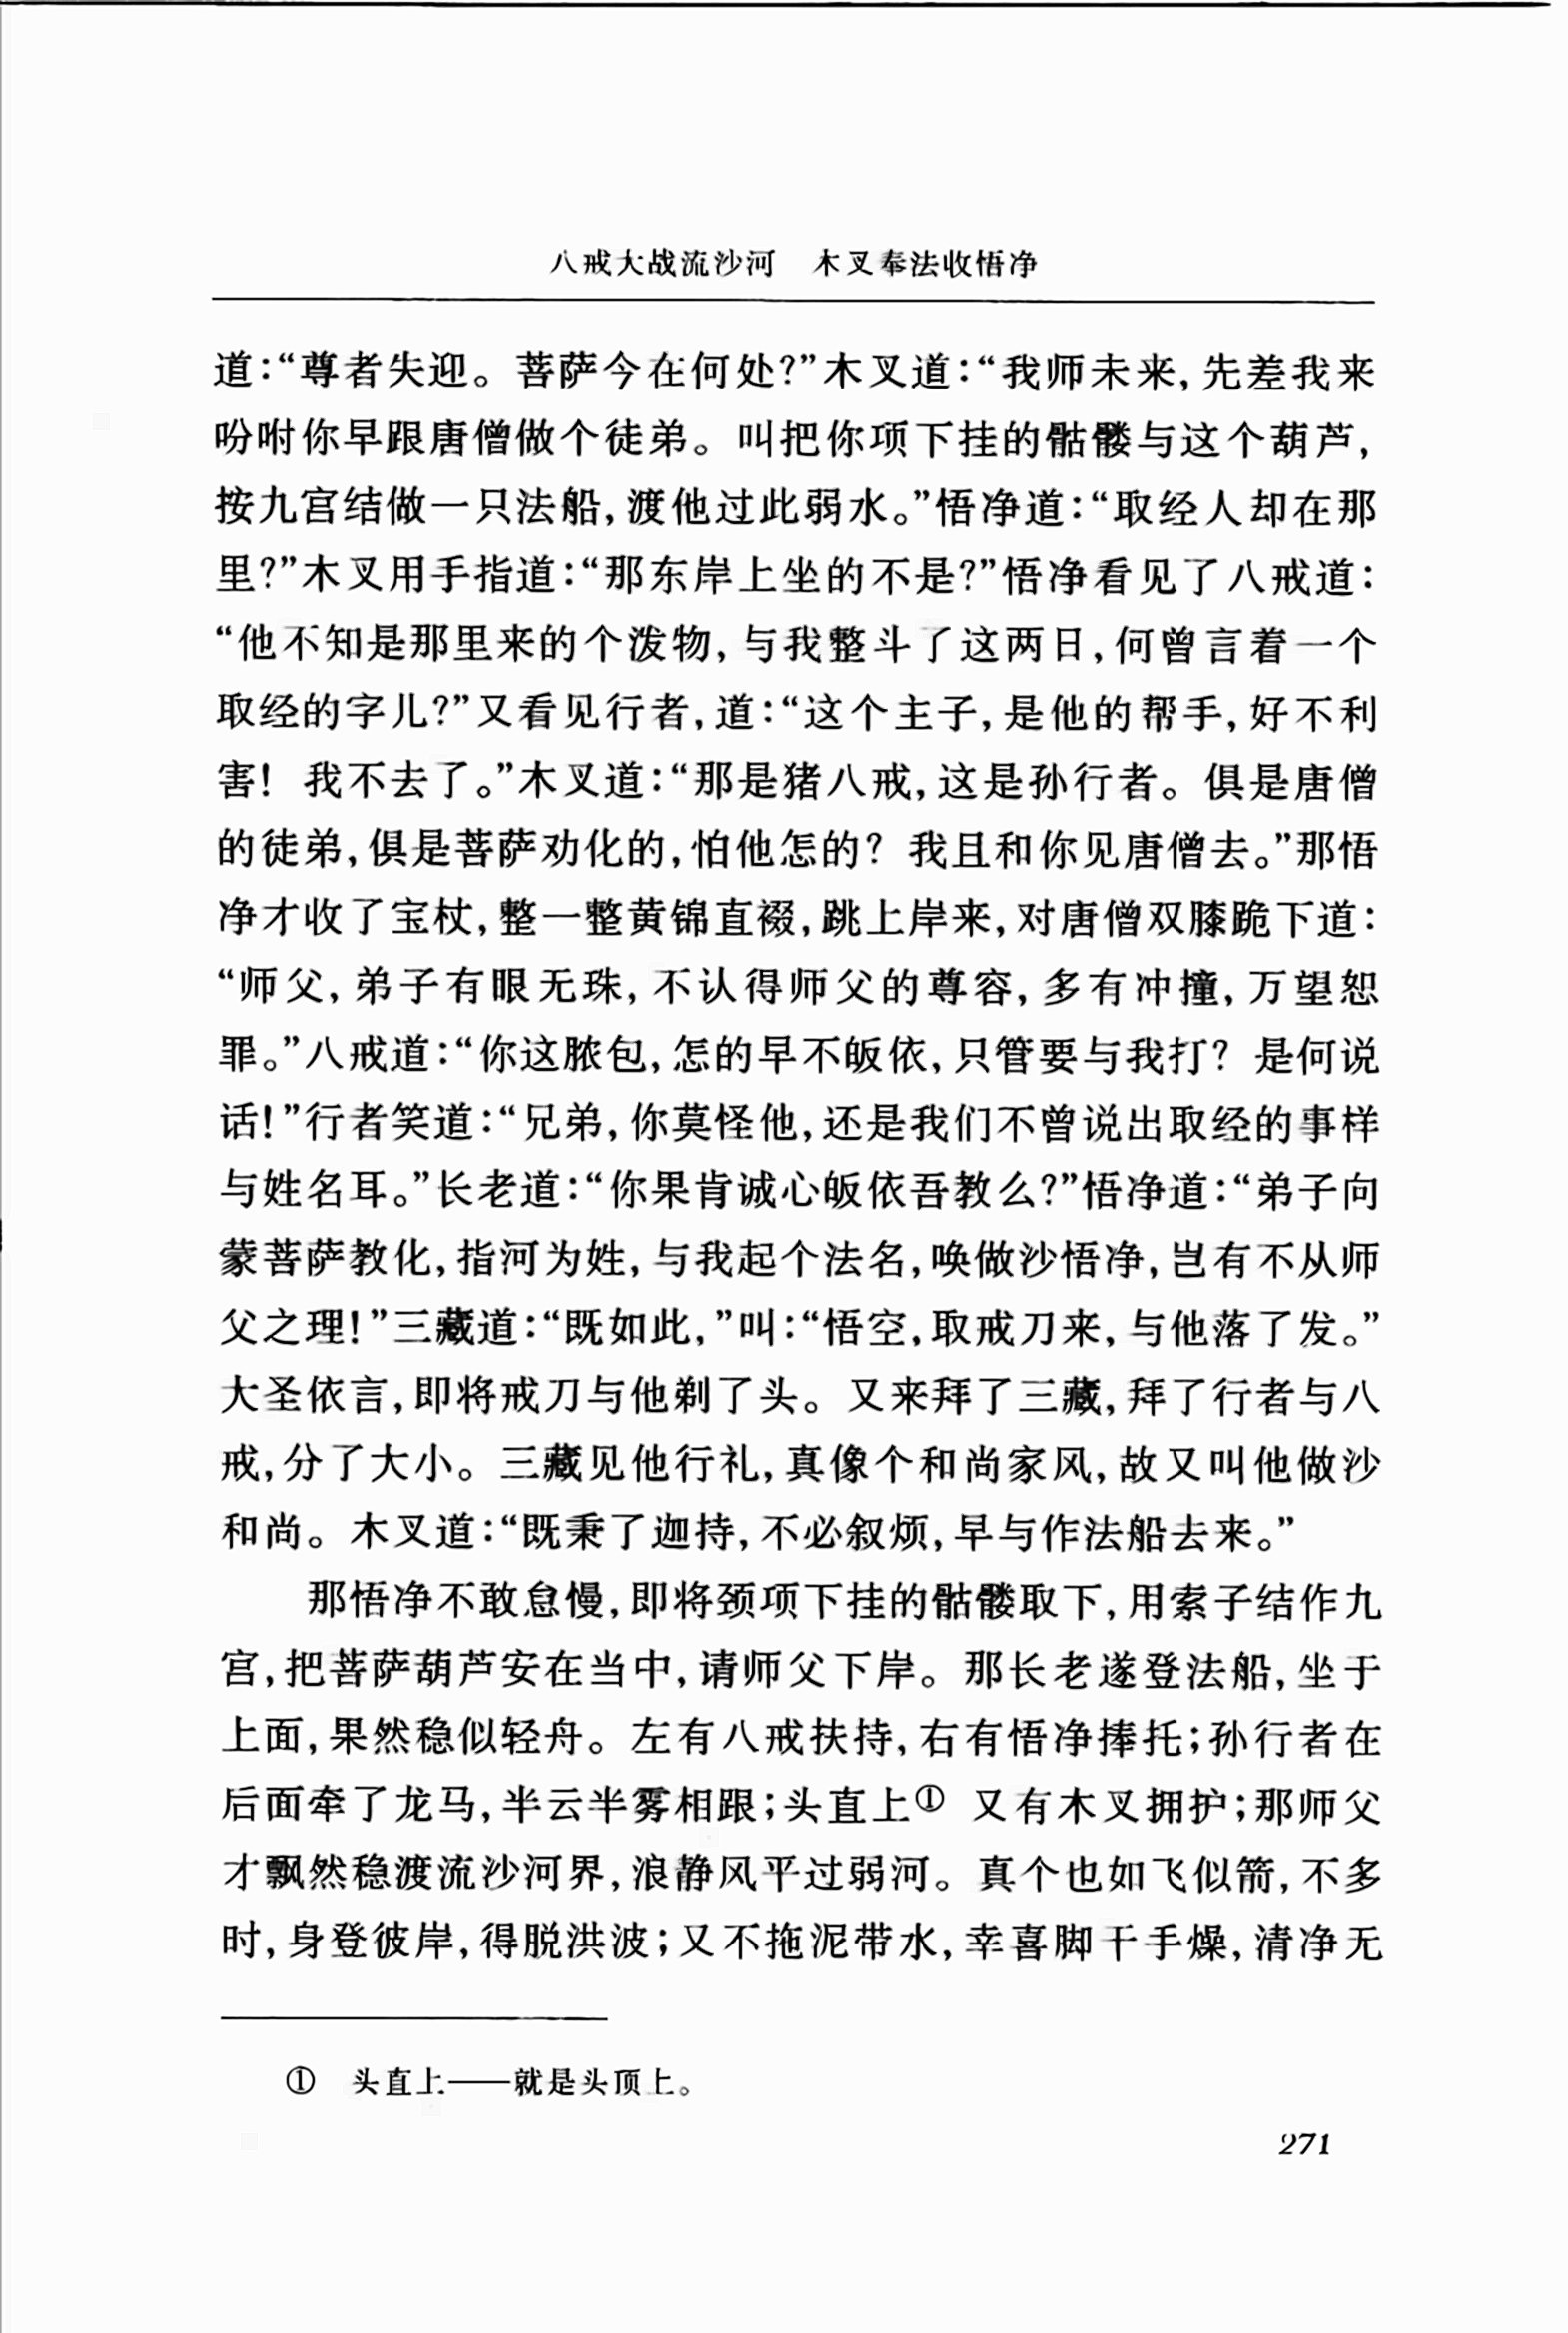 八戒大战流沙河　木叉奉法收悟净
道：“尊者失迎。菩萨今在何处？”木叉道：“我师未来，先差我来
吩咐你早跟唐僧做个徒弟。叫把你项下挂的骷髅与这个葫芦，
按九宫结做一只法船，渡他过此弱水。”悟净道：“取经人却在那
里？”木叉用手指道：“那东岸上坐的不是？”悟净看见了八戒道：
“他不知是那里来的个泼物，与我整斗了这两日，何曾言着一个
取经的字儿？”又看见行者，道：“这个主子，是他的帮手，好不利
害！我不去了。”木叉道：“那是猪八戒，这是孙行者。俱是唐僧
的徒弟，俱是菩萨劝化的，怕他怎的？我且和你见唐僧去。”那悟
净才收了宝杖，整一整黄锦直裰，跳上岸来，对唐僧双膝跪下道：
“师父，弟子有眼无珠，不认得师父的尊容，多有冲撞，万望恕
罪。”八戒道：“你这脓包，怎的早不皈依，只管要与我打？是何说
话！”行者笑道：“兄弟，你莫怪他，还是我们不曾说出取经的事样
与姓名耳。”长老道：“你果肯诚心皈依吾教么？”悟净道：“弟子向
蒙菩萨教化，指河为姓，与我起个法名，唤做沙悟净，岂有不从师
父之理！”三藏道：“既如此，”叫：“悟空，取戒刀来，与他落了发。”
大圣依言，即将戒刀与他剃了头。又来拜了三藏，拜了行者与八
戒，分了大小。三藏见他行礼，真像个和尚家风，故又叫他做沙
和尚。木叉道：“既秉了迦持，不必叙烦，早与作法船去来。”
那悟净不敢怠慢，即将颈项下挂的骷髅取下，用索子结作九
宫，把菩萨葫芦安在当中，请师父下岸。那长老遂登法船，坐于
上面，果然稳似轻舟。左有八戒扶持，右有悟净捧托；孙行者在
后面牵了龙马，半云半雾相跟；头直上① 又有木叉拥护；那师父
才飘然稳渡流沙河界，浪静风平过弱河。真个也如飞似箭，不多
时，身登彼岸，得脱洪波；又不拖泥带水，幸喜脚干手燥，清净无
①　头直上——就是头顶上。
271